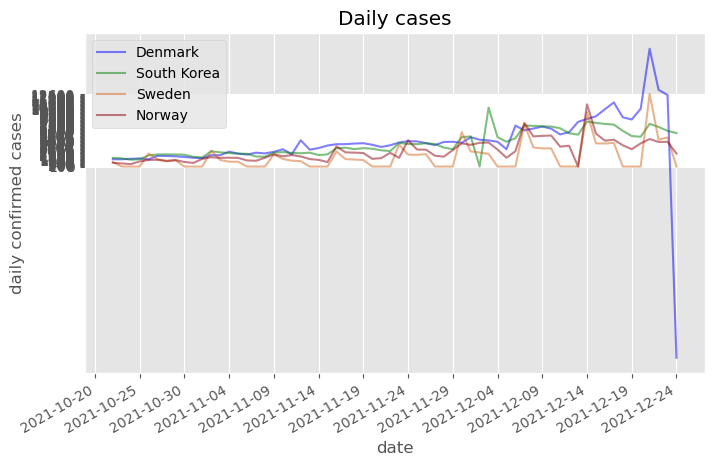 Daily cases
Denmark
South Korea
Sweden
Norway
daily confirmed cases
2021-10-20
2021-10-25
2021-10-30
2021-11-04
2021-11-09
2021-11-14
2021-11-19
2021-11-24
2021-11-29
2021-12-04
2021-12-09
2021-12-14
2021-12-19
2021-12-24
date